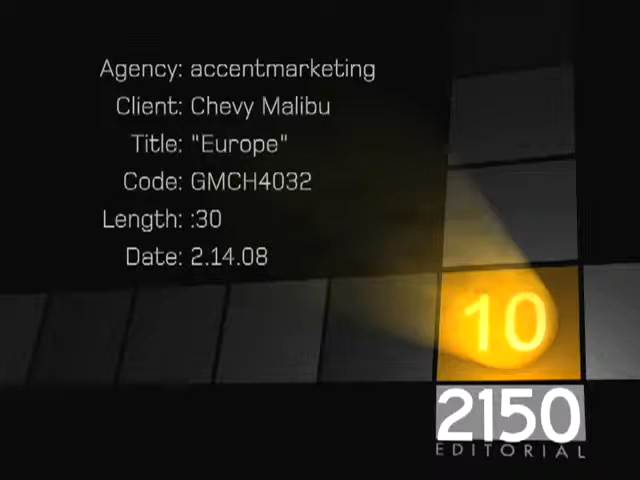 Agency: accentmarketing
Client: Chevy Malibu
Title: "Europe"
Code: GMCH4032
Length: :30
Date: 2.14.08
10
2150
EDITORIAL